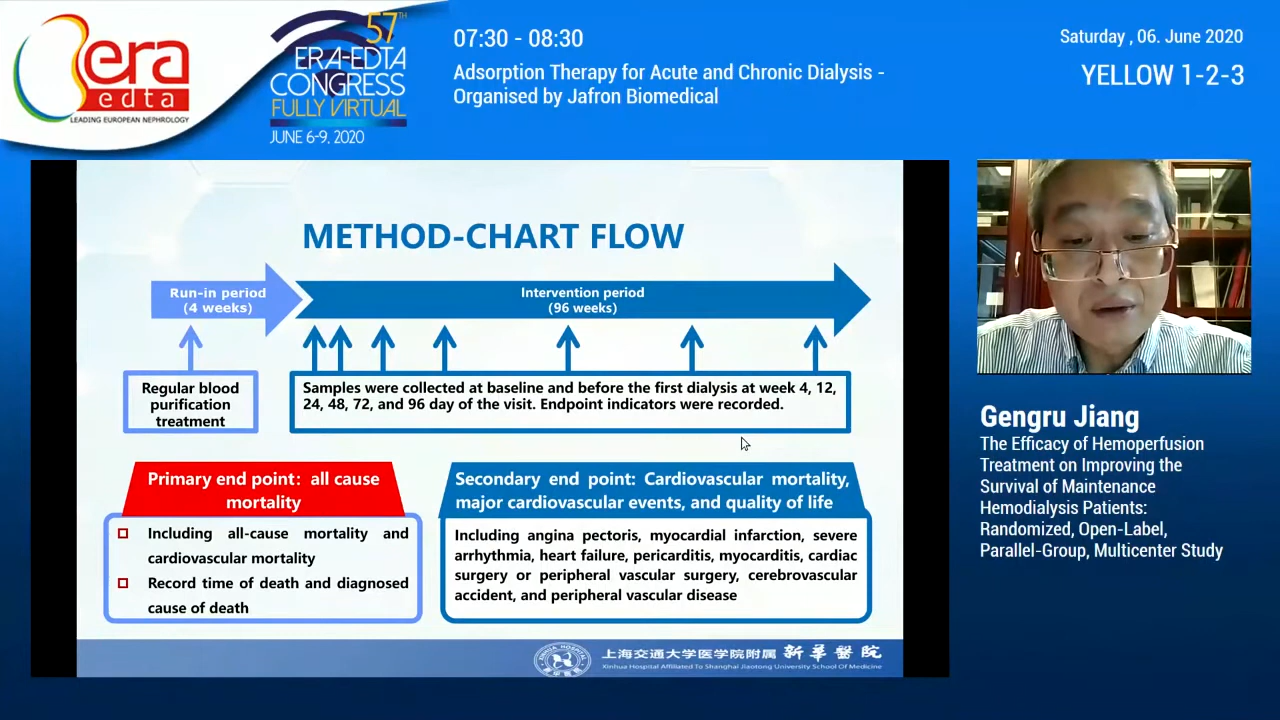 era
edta
LEADING EUROPEAN NEPHROLOGY
57TH
ERA-EDTA
CONGRESS
FULLY VIRTUAL
JUNE 6-9, 2020
07:30 - 08:30
Adsorption Therapy for Acute and Chronic Dialysis -
Organised by Jafron Biomedical
Saturday , 06. June 2020
YELLOW 1-2-3
METHOD-CHART FLOW
Run-in period
(4 weeks)
Intervention period
(96 weeks)
Regular blood
purification
treatment
Samples were collected at baseline and before the first dialysis at week 4, 12,
24, 48, 72, and 96 day of the visit. Endpoint indicators were recorded.
Primary end point: all cause
mortality
Including all-cause mortality and
cardiovascular mortality
Record time of death and diagnosed
cause of death
Secondary end point: Cardiovascular mortality,
major cardiovascular events, and quality of life
Including angina pectoris, myocardial infarction, severe
arrhythmia, heart failure, pericarditis, myocarditis, cardiac
surgery or peripheral vascular surgery, cerebrovascular
accident, and peripheral vascular disease
XINHUA HOSPITAL
上海交通大学医学院附属 新華醫院
Xinhua Hospital Affiliated To Shanghai Jiaotong University School Of Medicine
Gengru Jiang
The Efficacy of Hemoperfusion
Treatment on Improving the
Survival of Maintenance
Hemodialysis Patients:
Randomized, Open-Label,
Parallel-Group, Multicenter Study